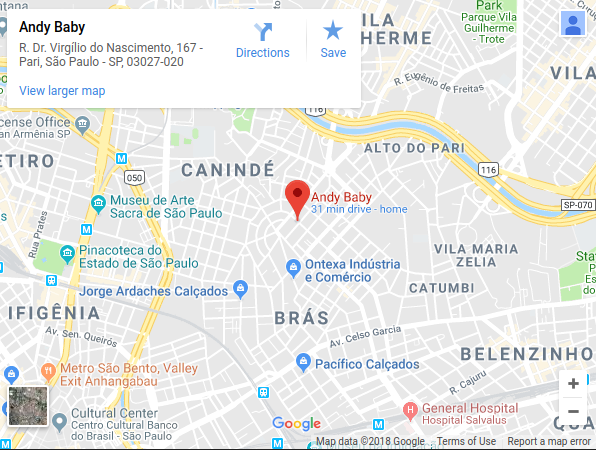 Andy Baby
R. Dr. Virgílio do Nascimento, 167 -
Pari, São Paulo - SP, 03027-020
Directions
Save
View larger map
VILA
HERME
Park
Parque Vila
Guilherme
- Trote
VILA
R. Eugênio de Freitas
116
ALTO DO PARI
116
SP-070
icense Office
an Armênia SP
ETIRO
M
050
CANINDÉ
Museu de Arte
Sacra de São Paulo
Rua Prates
M
Pinacoteca do
Estado de São Paulo
Andy Baby
31 min drive - home
Ontexa Indústria
e Comércio
VILA MARIA
ZELIA
CATUMBI
Stat
M
Jorge Ardaches Calçados
IFIGÊNIA
BRÁS
Av. Sen. Queirós
Av. Celso Garcia
BELENZINHO
Metro São Bento, Valley
Exit Anhangabau
Pacífico Calçados
R. Cajuru
Cultural Center
Centro Cultural Banco
do Brasil - São Paulo
General Hospital
Hospital Salvalus
QUA
+
−
Google
Map data ©2018 Google
Terms of Use
Report a map error